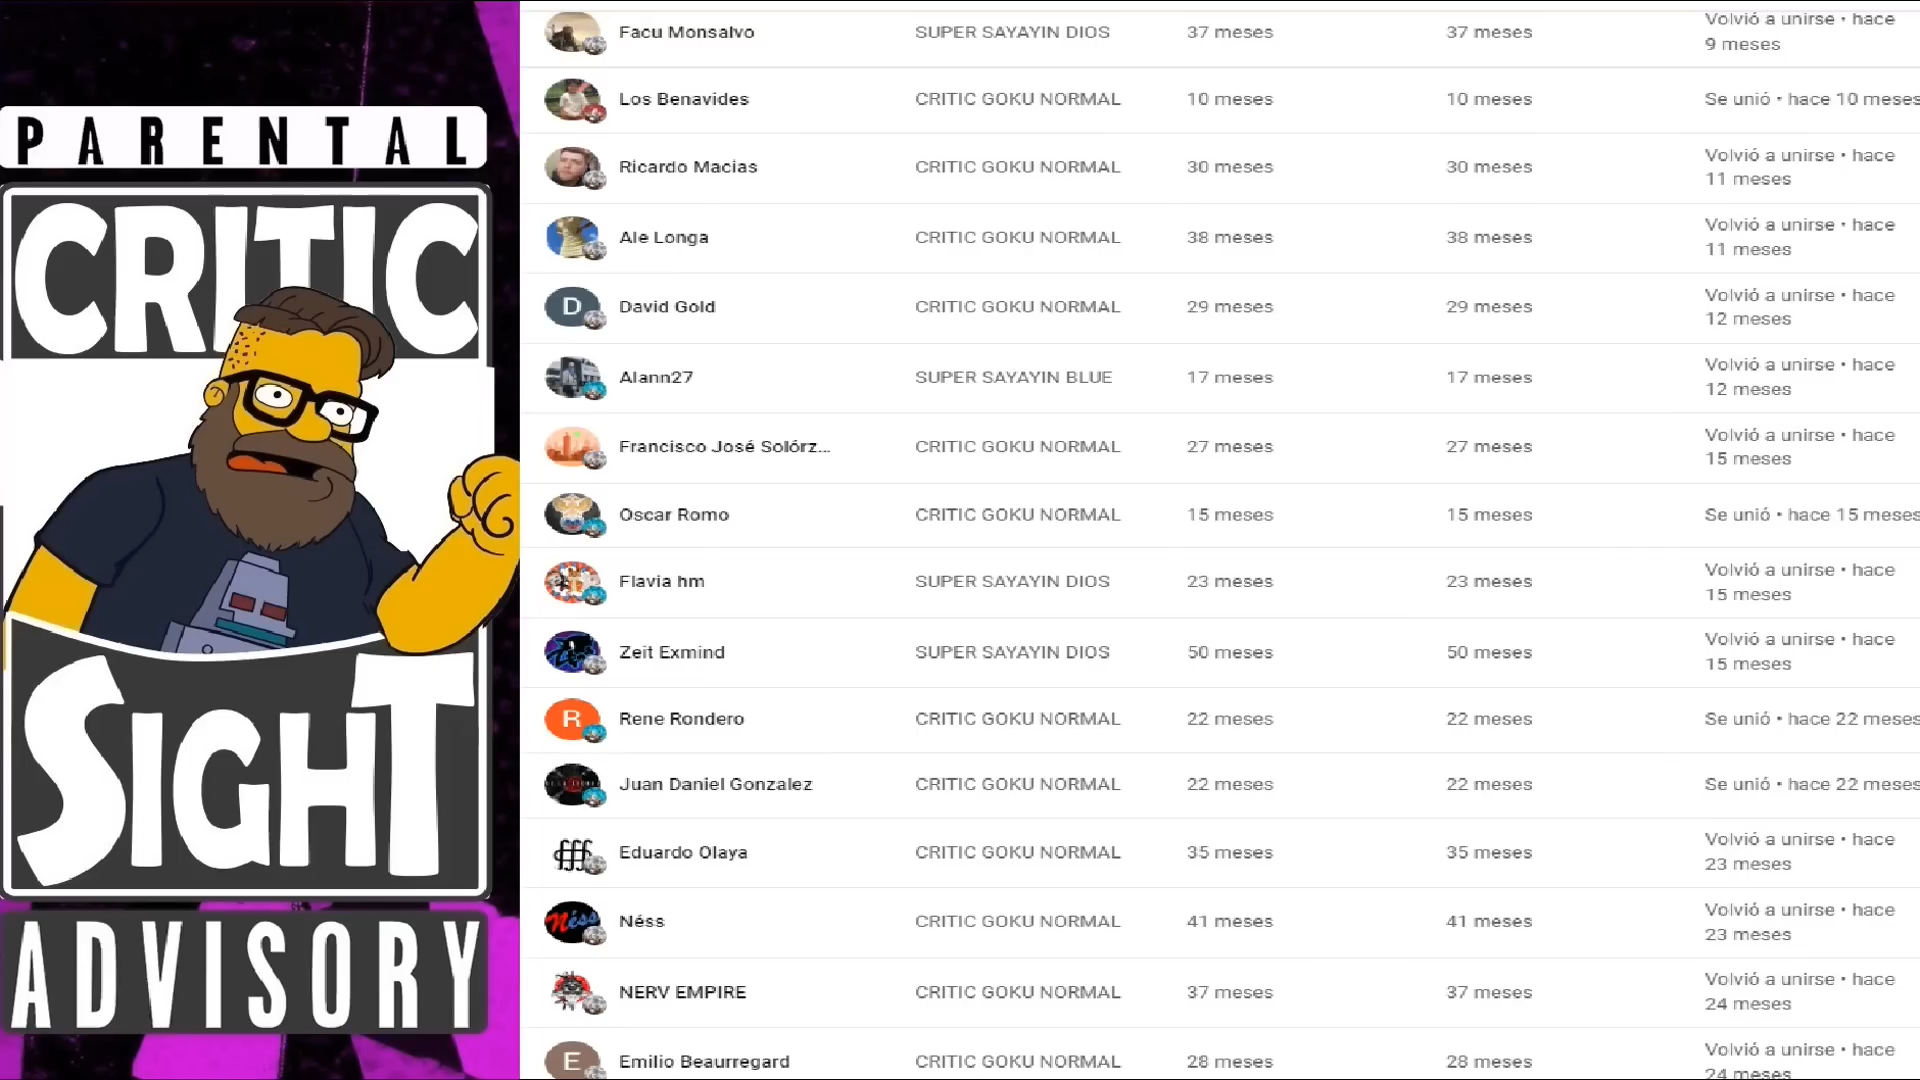 PARENTAL
CRITIC
SIGHT
ADVISORY
Facu Monsalvo SUPER SAYAYIN DIOS 37 meses 37 meses Volvió a unirse • hace
9 meses
Los Benavides CRITIC GOKU NORMAL 10 meses 10 meses Se unió • hace 10 meses
Ricardo Macias CRITIC GOKU NORMAL 30 meses 30 meses Volvió a unirse • hace
11 meses
Ale Longa CRITIC GOKU NORMAL 38 meses 38 meses Volvió a unirse • hace
11 meses
D David Gold CRITIC GOKU NORMAL 29 meses 29 meses Volvió a unirse • hace
12 meses
Alann27 SUPER SAYAYIN BLUE 17 meses 17 meses Volvió a unirse • hace
12 meses
Francisco José Solórz... CRITIC GOKU NORMAL 27 meses 27 meses Volvió a unirse • hace
15 meses
Oscar Romo CRITIC GOKU NORMAL 15 meses 15 meses Se unió • hace 15 meses
Flavia hm SUPER SAYAYIN DIOS 23 meses 23 meses Volvió a unirse • hace
15 meses
Zeit Exmind SUPER SAYAYIN DIOS 50 meses 50 meses Volvió a unirse • hace
15 meses
R Rene Rondero CRITIC GOKU NORMAL 22 meses 22 meses Se unió • hace 22 meses
Juan Daniel Gonzalez CRITIC GOKU NORMAL 22 meses 22 meses Se unió • hace 22 meses
fff Eduardo Olaya CRITIC GOKU NORMAL 35 meses 35 meses Volvió a unirse • hace
23 meses
Néss Néss CRITIC GOKU NORMAL 41 meses 41 meses Volvió a unirse • hace
23 meses
NERV EMPIRE CRITIC GOKU NORMAL 37 meses 37 meses Volvió a unirse • hace
24 meses
E Emilio Beaurregard CRITIC GOKU NORMAL 28 meses 28 meses Volvió a unirse • hace
24 meses